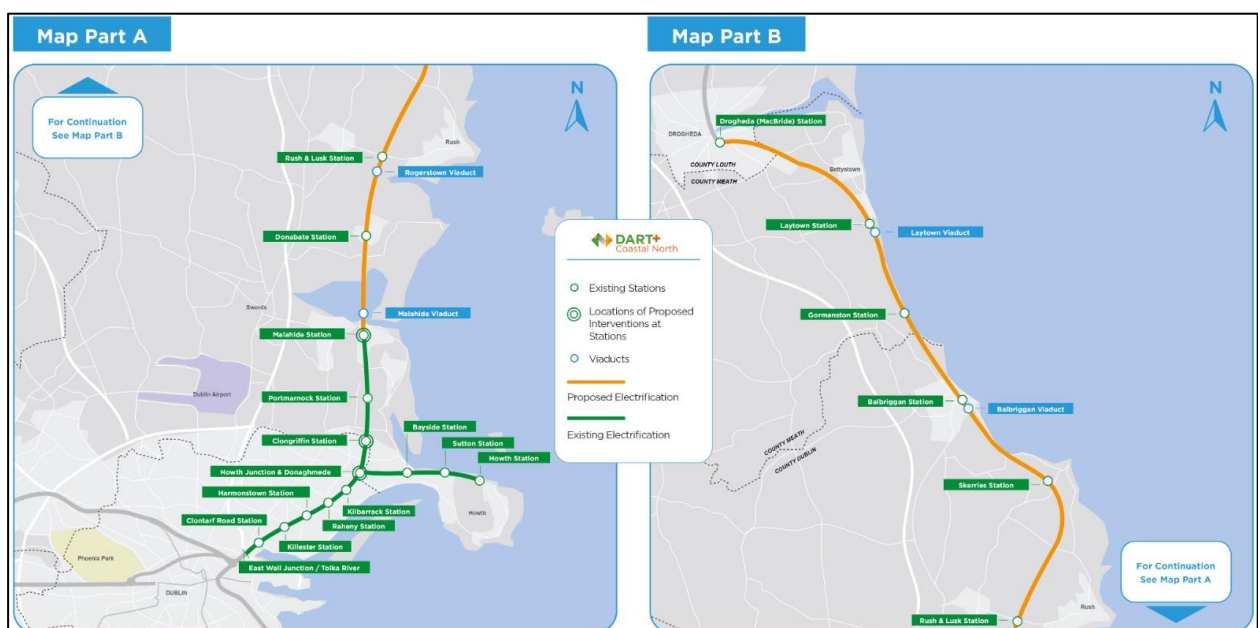 Map Part A
For Continuation
See Map Part B
N
Rush
Rush & Lusk Station
Rogerstown Viaduct
Donabate Station
Swords
Malahide Viaduct
Malahide Station
Dublin Airport
Portmarnock Station
Bayside Station
Clongriffin Station
Sutton Station
Howth Junction & Donaghmede
Howth Station
Harmonstown Station
Kilbarrack Station
Howth
Clontarf Road Station
Raheny Station
Killester Station
Phoenix Park
East Wall Junction / Tolka River
DUBLIN
DART+
Coastal North
Existing Stations
Locations of Proposed
Interventions at
Stations
Viaducts
Proposed Electrification
Existing Electrification
Map Part B
N
Drogheda (MacBride) Station
DROGHEDA
COUNTY LOUTH
COUNTY MEATH
Bettystown
Laytown Station
Laytown Viaduct
Gormanston Station
Balbriggan Station
Balbriggan Viaduct
COUNTY MEATH
COUNTY DUBLIN
Skerries Station
For Continuation
See Map Part A
Rush
Rush & Lusk Station